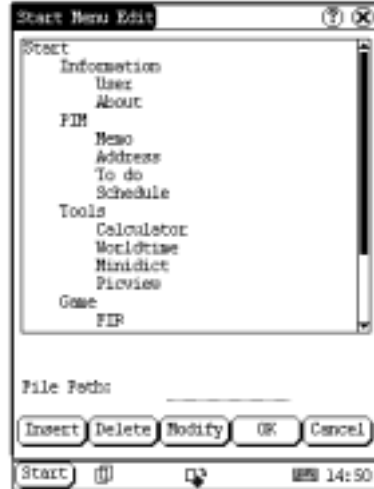 Start Menu Edit
Start
Information
User
About
PIM
Memo
Address
To do
Schedule
Tools
Calculator
Worldtime
Minidict
Picview
Game
FIR
File Path:
Insert Delete Modify OK Cancel
Start 14:50